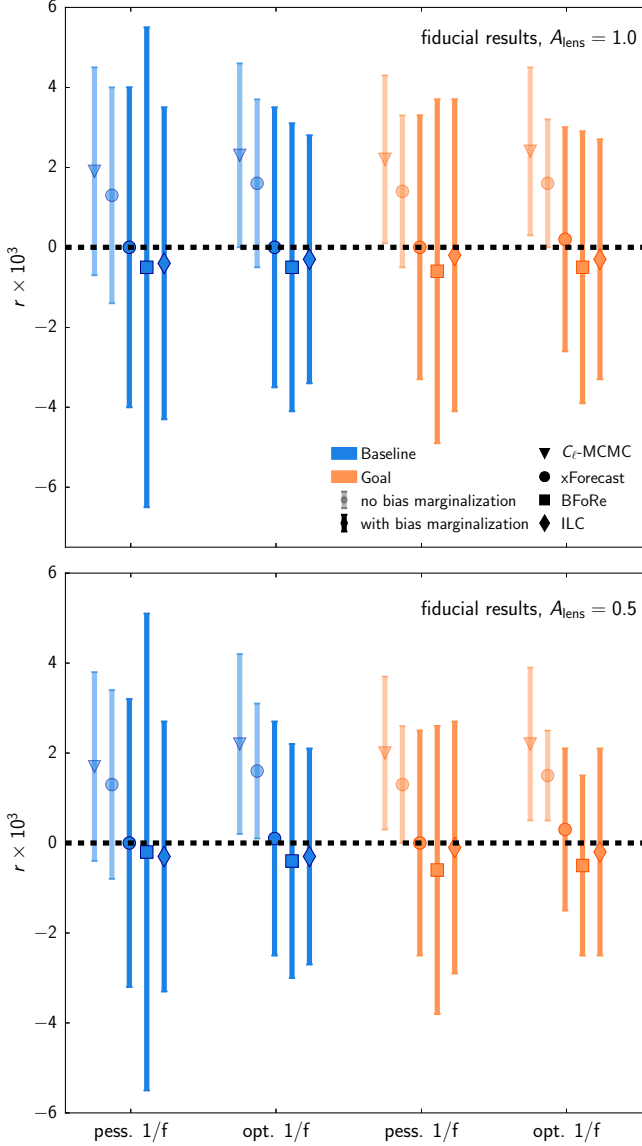 fiducial results, A_lens = 1.0
6
4
2
0
−2
−4
−6
r × 10³
Baseline
Goal
no bias marginalization
with bias marginalization
Cℓ-MCMC
xForecast
BFoRe
ILC
fiducial results, A_lens = 0.5
6
4
2
0
−2
−4
−6
r × 10³
pess. 1/f
opt. 1/f
pess. 1/f
opt. 1/f